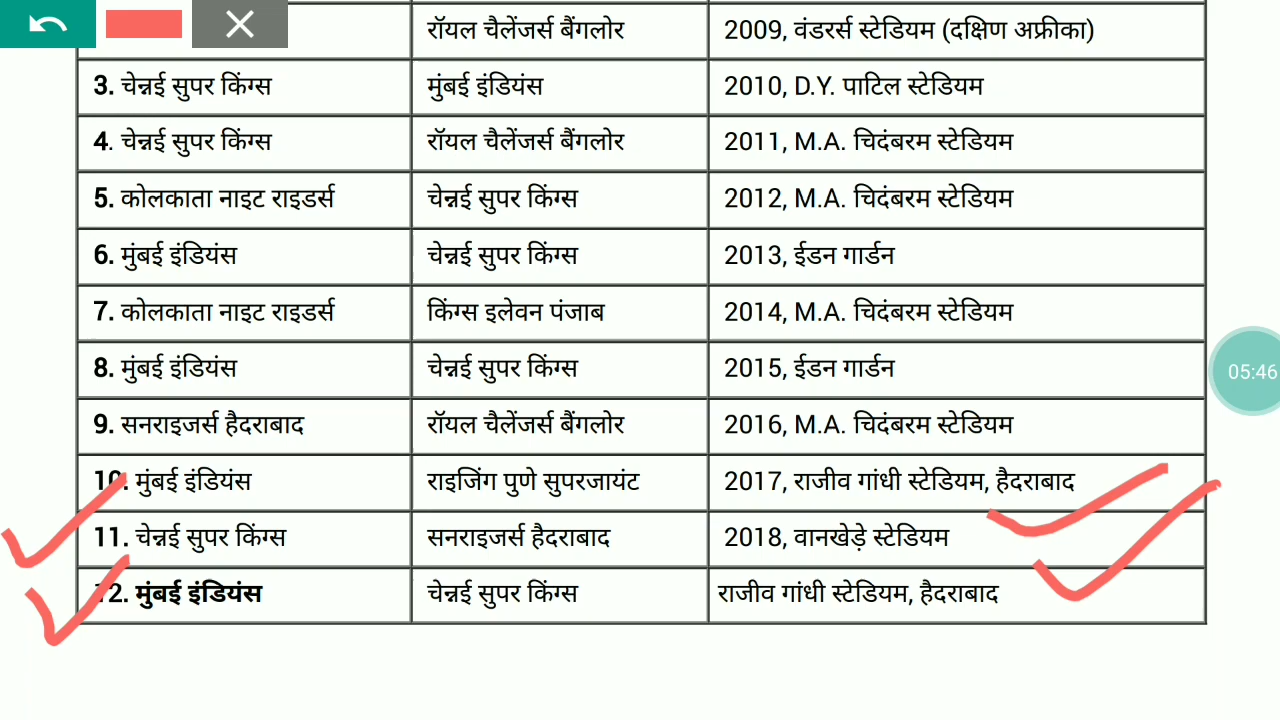 रॉयल चैलेंजर्स बैंगलोर 2009, वंडरर्स स्टेडियम (दक्षिण अफ्रीका)
3. चेन्नई सुपर किंग्स मुंबई इंडियंस 2010, D.Y. पाटिल स्टेडियम
4. चेन्नई सुपर किंग्स रॉयल चैलेंजर्स बैंगलोर 2011, M.A. चिदंबरम स्टेडियम
5. कोलकाता नाइट राइडर्स चेन्नई सुपर किंग्स 2012, M.A. चिदंबरम स्टेडियम
6. मुंबई इंडियंस चेन्नई सुपर किंग्स 2013, ईडन गार्डन
7. कोलकाता नाइट राइडर्स किंग्स इलेवन पंजाब 2014, M.A. चिदंबरम स्टेडियम
8. मुंबई इंडियंस चेन्नई सुपर किंग्स 2015, ईडन गार्डन
05:46
9. सनराइजर्स हैदराबाद रॉयल चैलेंजर्स बैंगलोर 2016, M.A. चिदंबरम स्टेडियम
10. मुंबई इंडियंस राइजिंग पुणे सुपरजायंट 2017, राजीव गांधी स्टेडियम, हैदराबाद
11. चेन्नई सुपर किंग्स सनराइजर्स हैदराबाद 2018, वानखेड़े स्टेडियम
12. मुंबई इंडियंस चेन्नई सुपर किंग्स राजीव गांधी स्टेडियम, हैदराबाद